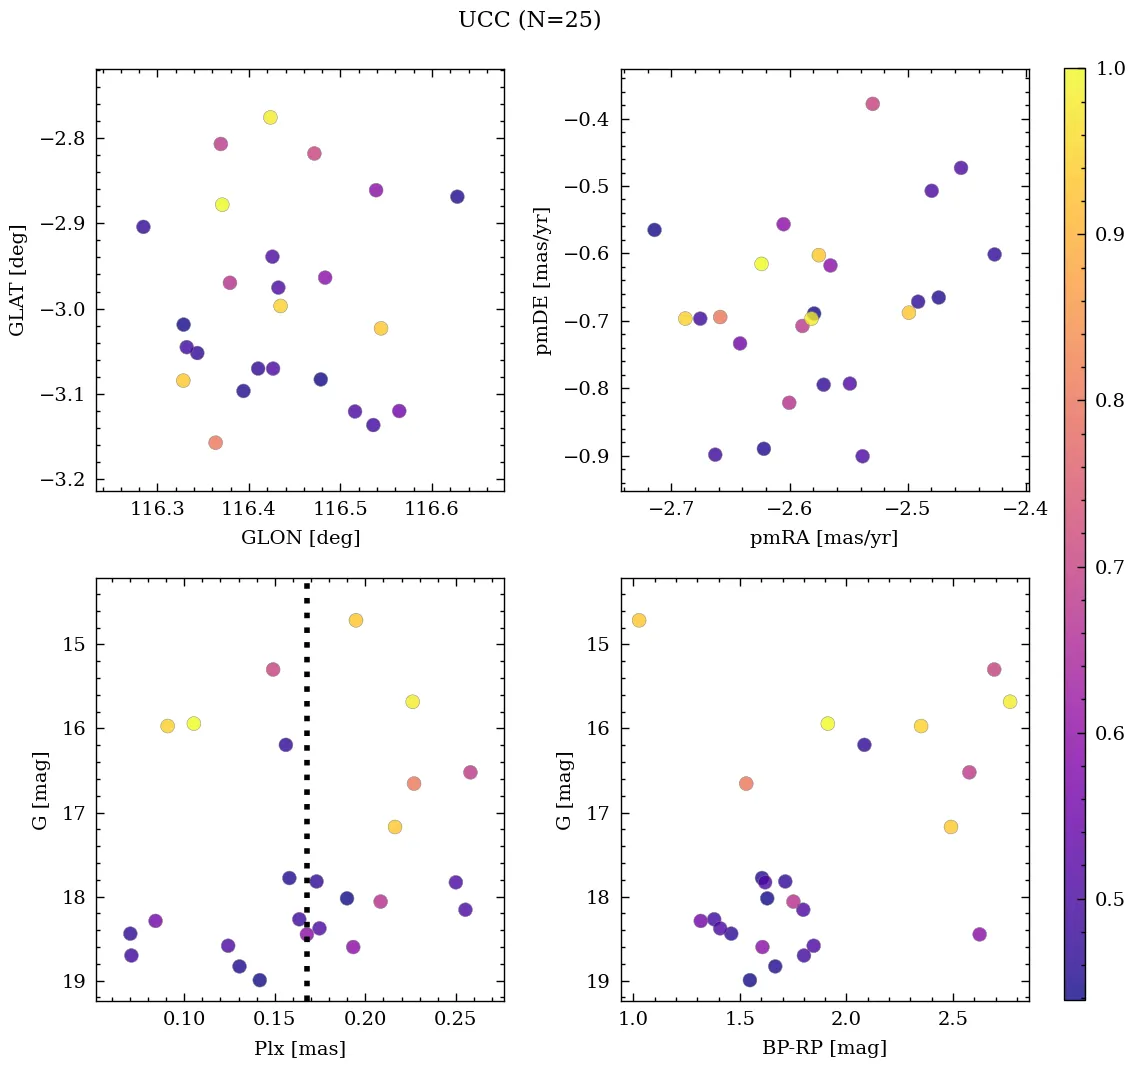 UCC (N=25)
−2.8
−2.9
−3.0
−3.1
−3.2
GLAT [deg]
116.3 116.4 116.5 116.6
GLON [deg]
−0.4
−0.5
−0.6
−0.7
−0.8
−0.9
pmDE [mas/yr]
−2.7 −2.6 −2.5 −2.4
pmRA [mas/yr]
15
16
17
18
19
G [mag]
0.10 0.15 0.20 0.25
Plx [mas]
15
16
17
18
19
G [mag]
1.0 1.5 2.0 2.5
BP-RP [mag]
1.0
0.9
0.8
0.7
0.6
0.5